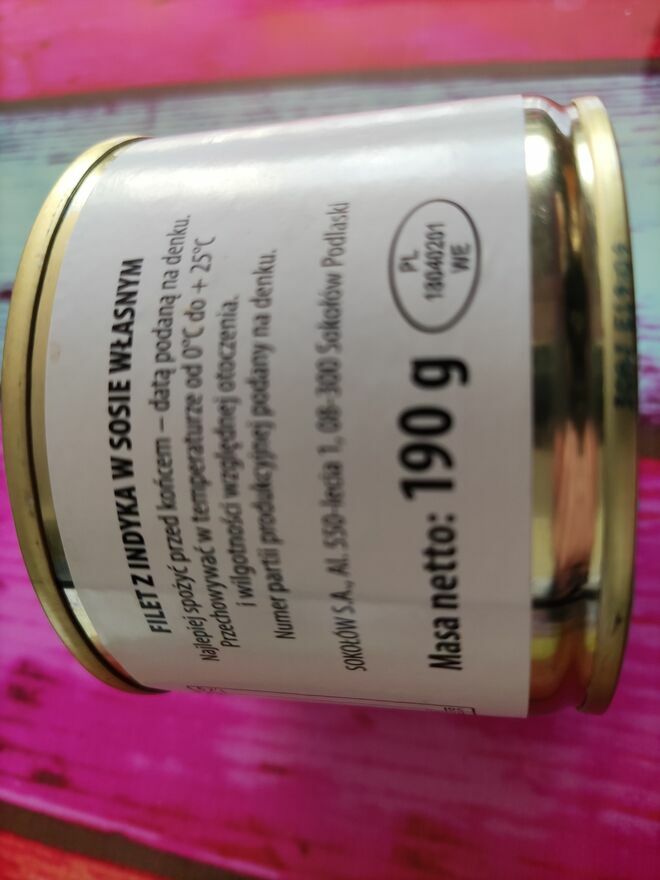 FILET Z INDYKA W SOSIE WŁASNYM
Najlepiej spożyć przed końcem – datą podaną na denku.
Przechowywać w temperaturze od 0°C do + 25°C
i wilgotności względnej otoczenia.
Numer partii produkcyjnej podany na denku.
SOKOŁÓW S.A., Al. 550-lecia 1, 08-300 Sokołów Podlaski
Masa netto: 190 g
PL
18040201
WE